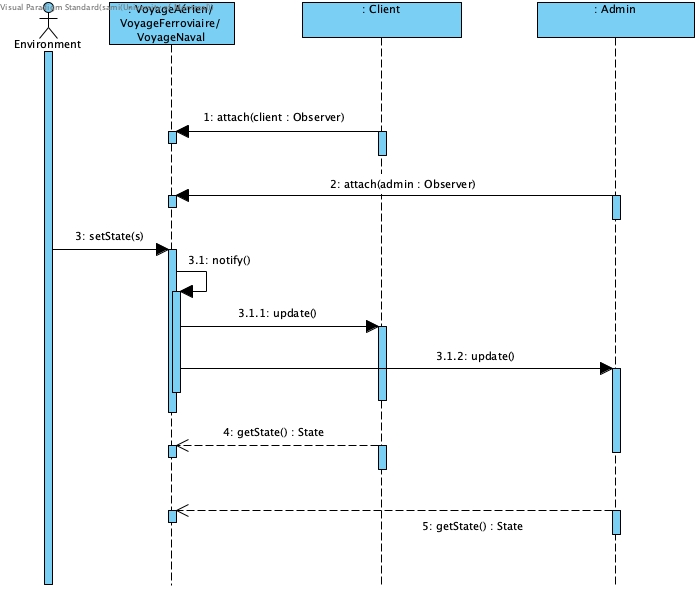 Visual Paradigm Standard(sami(
: VoyageAérien/
VoyageFerroviaire/
VoyageNaval
: Client
: Admin
Environment
1: attach(client : Observer)
2: attach(admin : Observer)
3: setState(s)
3.1: notify()
3.1.1: update()
3.1.2: update()
4: getState() : State
5: getState() : State